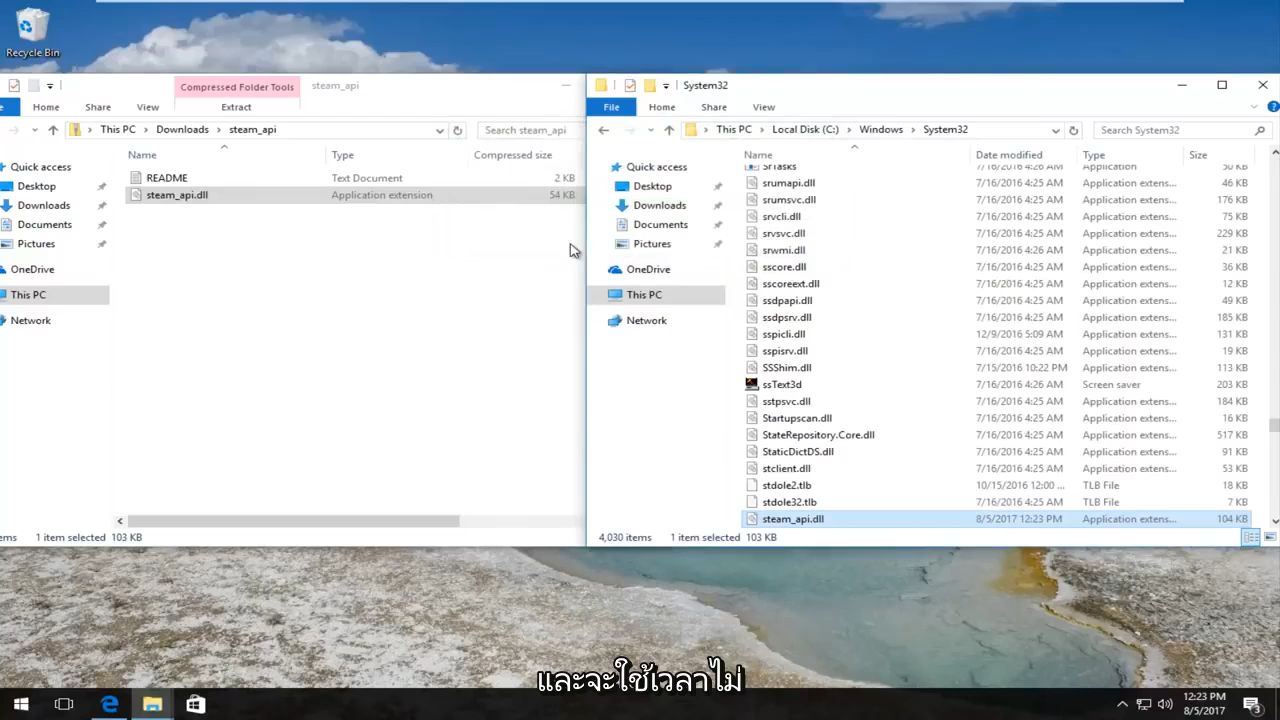 Recycle Bin
Compressed Folder Tools
steam_api
Home
Share
View
Extract
This PC
Downloads
steam_api
Search steam_api
Name
Type
Compressed size
Quick access
Desktop
Downloads
Documents
Pictures
OneDrive
This PC
Network
README
Text Document
2 KB
steam_api.dll
Application extension
54 KB
1 item selected 103 KB
System32
File
Home
Share
View
This PC
Local Disk (C:)
Windows
System32
Search System32
Name
Date modified
Type
Size
Quick access
Desktop
Downloads
Documents
Pictures
OneDrive
This PC
Network
srumapi.dll 7/16/2016 4:25 AM Application extens... 46 KB
srumsvc.dll 7/16/2016 4:25 AM Application extens... 176 KB
srvcli.dll 7/16/2016 4:25 AM Application extens... 75 KB
srvsvc.dll 7/16/2016 4:25 AM Application extens... 229 KB
srwmi.dll 7/16/2016 4:26 AM Application extens... 21 KB
sscore.dll 7/16/2016 4:25 AM Application extens... 36 KB
sscoreext.dll 7/16/2016 4:25 AM Application extens... 12 KB
ssdpapi.dll 7/16/2016 4:25 AM Application extens... 49 KB
ssdpsrv.dll 7/16/2016 4:25 AM Application extens... 185 KB
sspicli.dll 12/9/2016 5:09 AM Application extens... 134 KB
sspisrv.dll 7/16/2016 4:25 AM Application extens... 19 KB
SSShim.dll 7/15/2016 10:22 PM Application extens... 113 KB
ssText3d 7/16/2016 4:26 AM Screen saver 203 KB
sstpsvc.dll 7/16/2016 4:25 AM Application extens... 184 KB
Startupscan.dll 7/16/2016 4:25 AM Application extens... 16 KB
StateRepository.Core.dll 7/16/2016 4:25 AM Application extens... 517 KB
StaticDictDS.dll 7/16/2016 4:25 AM Application extens... 91 KB
stclient.dll 7/16/2016 4:25 AM Application extens... 53 KB
stdole2.tlb 10/15/2016 12:00 ... TLB File 18 KB
stdole32.tlb 7/16/2016 4:25 AM TLB File 7 KB
steam_api.dll 8/5/2017 12:23 PM Application extens... 104 KB
4,030 items 1 item selected 103 KB
และจะใช้เวลาไม่
12:23 PM
8/5/2017
3